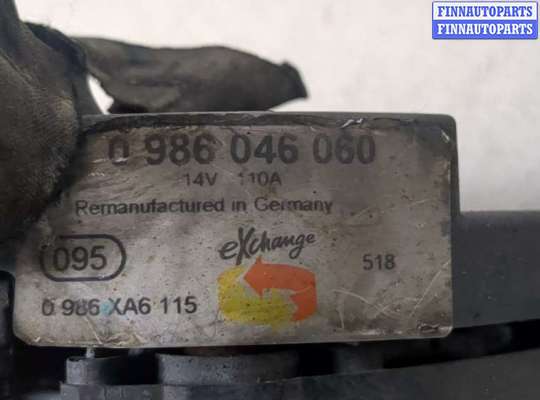 FINNAUTOPARTS
FINNAUTOPARTS
0 986 046 060
14V 110A
Remanufactured in Germany
eXchange
095
518
0 986 XA6 115